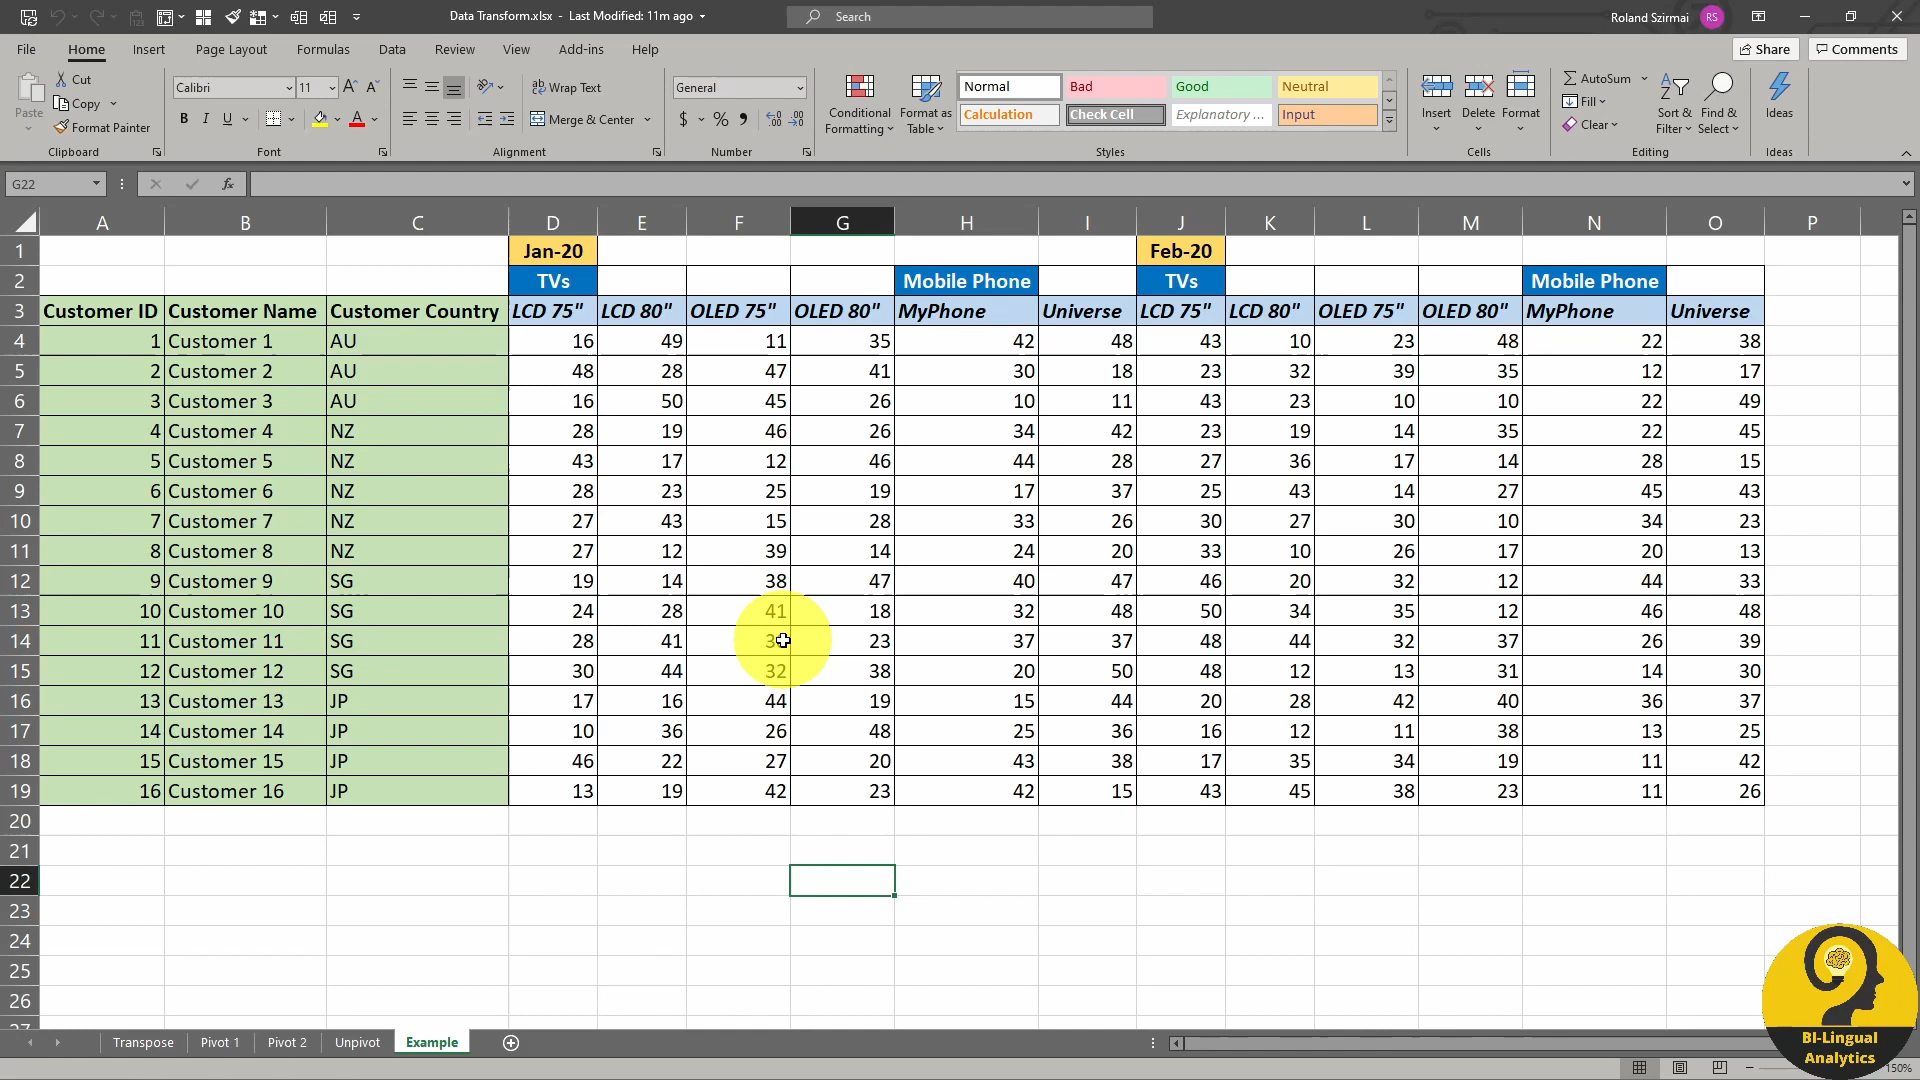 Data Transform.xlsx - Last Modified: 11m ago
Search
Roland Szirmai RS
File Home Insert Page Layout Formulas Data Review View Add-ins Help
Share Comments
Paste
Cut
Copy
Format Painter
Clipboard
Calibri 11
B I U
Font
Wrap Text
Merge & Center
Alignment
General
$ % 9
Number
Conditional Formatting
Format as Table
Normal Bad Good Neutral
Calculation Check Cell Explanatory ... Input
Styles
Insert Delete Format
Cells
AutoSum
Fill
Clear
Sort & Filter
Find & Select
Editing
Ideas
Ideas
G22 fx
A B C D E F G H I J K L M N O P
1 Jan-20 Feb-20
2 TVs Mobile Phone TVs Mobile Phone
3 Customer ID Customer Name Customer Country LCD 75" LCD 80" OLED 75" OLED 80" MyPhone Universe LCD 75" LCD 80" OLED 75" OLED 80" MyPhone Universe
4 1 Customer 1 AU 16 49 11 35 42 48 43 10 23 48 22 38
5 2 Customer 2 AU 48 28 47 41 30 18 23 32 39 35 12 17
6 3 Customer 3 AU 16 50 45 26 10 11 43 23 10 10 22 49
7 4 Customer 4 NZ 28 19 46 26 34 42 23 19 14 35 22 45
8 5 Customer 5 NZ 43 17 12 46 44 28 27 36 17 14 28 15
9 6 Customer 6 NZ 28 23 25 19 17 37 25 43 14 27 45 43
10 7 Customer 7 NZ 27 43 15 28 33 26 30 27 30 10 34 23
11 8 Customer 8 NZ 27 12 39 14 24 20 33 10 26 17 20 13
12 9 Customer 9 SG 19 14 38 47 40 47 46 20 32 12 44 33
13 10 Customer 10 SG 24 28 41 18 32 48 50 34 35 12 46 48
14 11 Customer 11 SG 28 41 23 37 37 48 44 32 37 26 39
15 12 Customer 12 SG 30 44 32 38 20 50 48 12 13 31 14 30
16 13 Customer 13 JP 17 16 44 19 15 44 20 28 42 40 36 37
17 14 Customer 14 JP 10 36 26 48 25 36 16 12 11 38 13 25
18 15 Customer 15 JP 46 22 27 20 43 38 17 35 34 19 11 42
19 16 Customer 16 JP 13 19 42 23 42 15 43 45 38 23 11 26
20
21
22
23
24
25
26
Transpose Pivot 1 Pivot 2 Unpivot Example
BI-Lingual
Analytics
150%